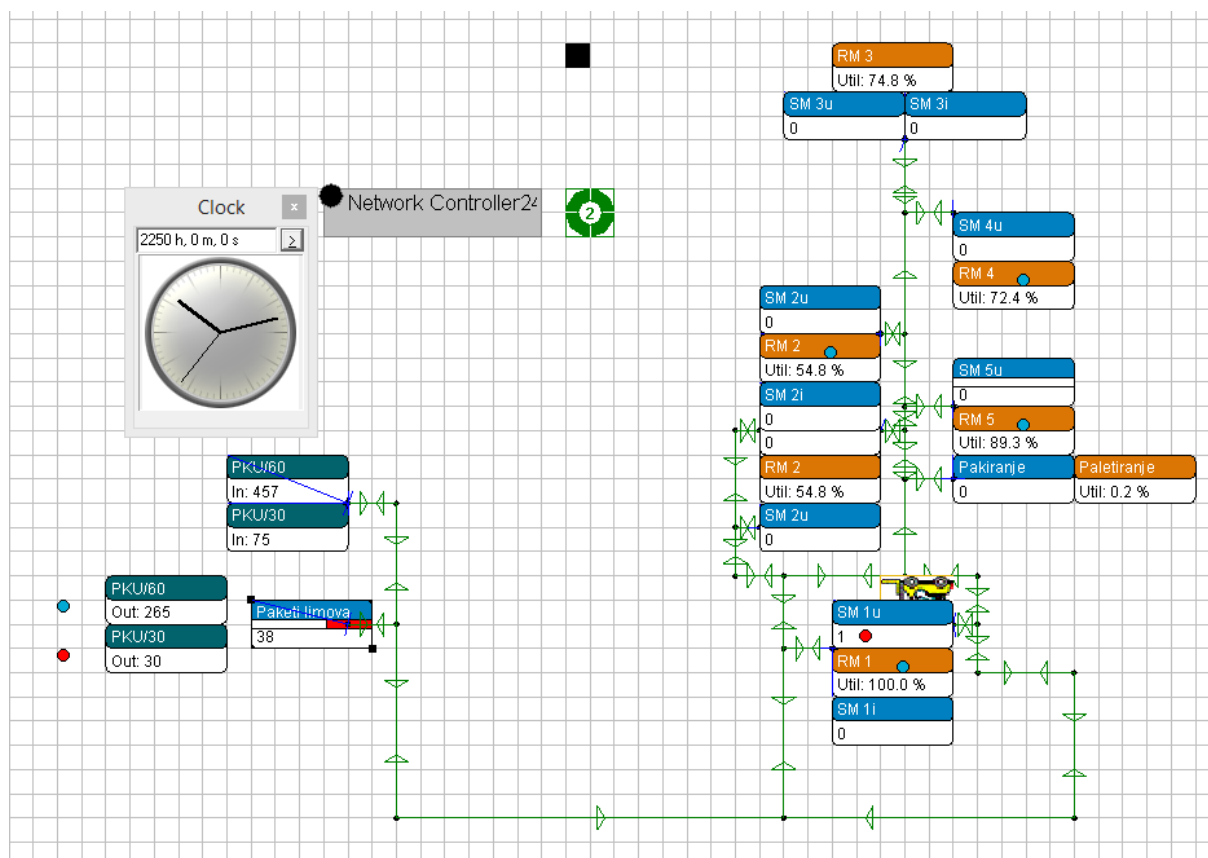 RM 3
Util: 74.8 %
SM 3u
SM 3i
0
0
Clock
x
Network Controller24
2
2250 h, 0 m, 0 s
>
SM 4u
0
RM 4
Util: 72.4 %
SM 2u
0
RM 2
Util: 54.8 %
SM 2i
0
0
RM 2
Util: 54.8 %
SM 2u
0
SM 5u
0
RM 5
Util: 89.3 %
Pakiranje
0
Paletiranje
Util: 0.2 %
PKU/60
In: 457
PKU/30
In: 75
PKU/60
Out: 265
PKU/30
Out: 30
Paketi limova
38
SM 1u
1
RM 1
Util: 100.0 %
SM 1i
0